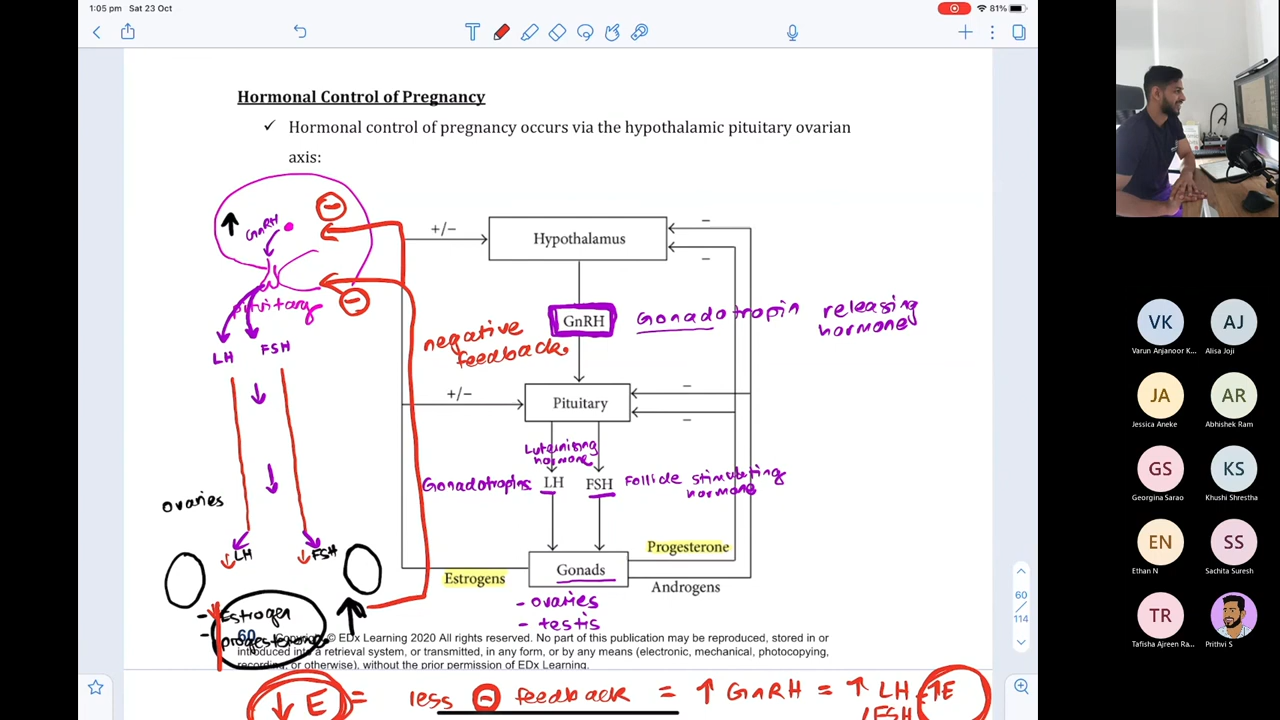 1:05 pm Sat 23 Oct
81%
Hormonal Control of Pregnancy
✓ Hormonal control of pregnancy occurs via the hypothalamic pituitary ovarian
axis:
GnRH
pituitary
LH FSH
ovaries
LH FSH
- Estrogen
- progesterone
negative
feedback
+/−
Hypothalamus
−
−
GnRH
Gonadotropin releasing
hormone
+/−
Pituitary
−
−
Luteinising
hormone
Gonadotropins LH FSH Follicle stimulating
hormone
Progesterone
Estrogens
Gonads
Androgens
- ovaries
- testis
60
Copyright © EDx Learning 2020 All rights reserved. No part of this publication may be reproduced, stored in or
introduced into a retrieval system, or transmitted, in any form, or by any means (electronic, mechanical, photocopying,
recording, or otherwise), without the prior permission of EDx Learning.
↓ E = less ⊖ feedback = ↑ GnRH = ↑ LH = ↑E
/FSH
60
/
114
VK
Varun Anjanoor K...
AJ
Alisa Joji
JA
Jessica Aneke
AR
Abhishek Ram
GS
Georgina Sarao
KS
Khushi Shrestha
EN
Ethan N
SS
Sachita Suresh
TR
Tafisha Ajreen Ra...
Prithwi S